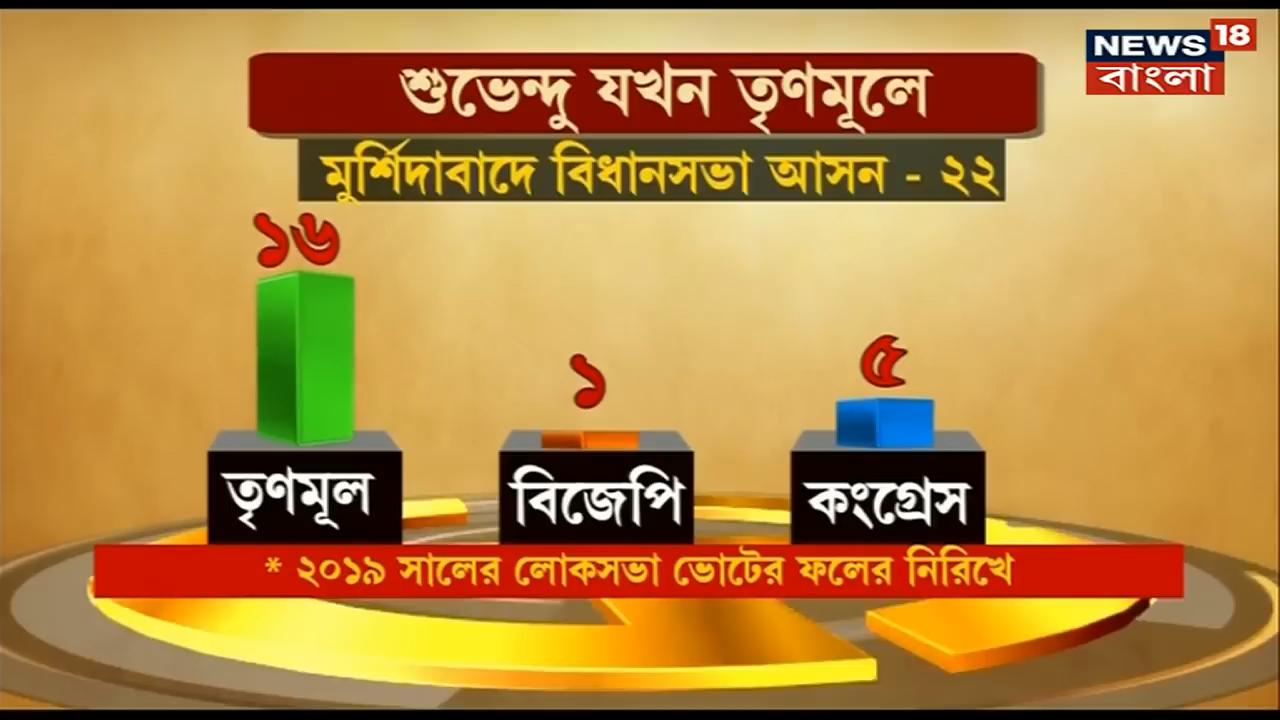 NEWS 18
বাংলা
শুভেন্দু যখন তৃণমূলে
মুর্শিদাবাদে বিধানসভা আসন - ২২
১৬
১
৫
তৃণমূল
বিজেপি
কংগ্রেস
* ২০১৯ সালের লোকসভা ভোটের ফলের নিরিখে